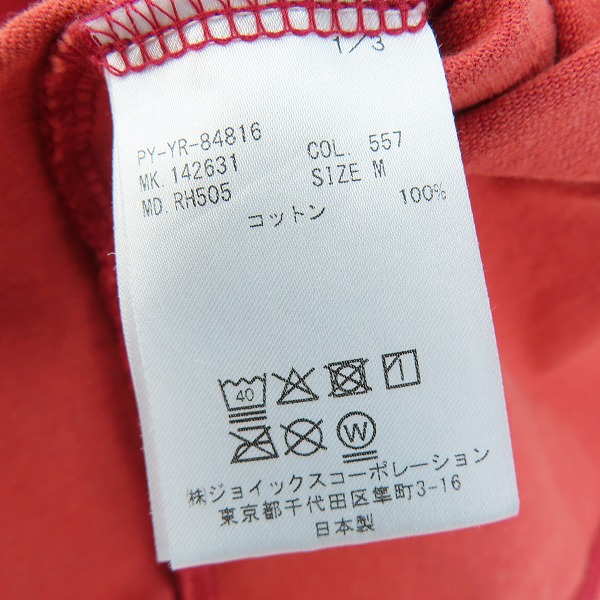 1/3
PY-YR-84816
MK. 142631 COL. 557
MD. RH505 SIZE M
コットン 100%
40
W
㈱ジョイックスコーポレーション
東京都千代田区隼町3-16
日本製